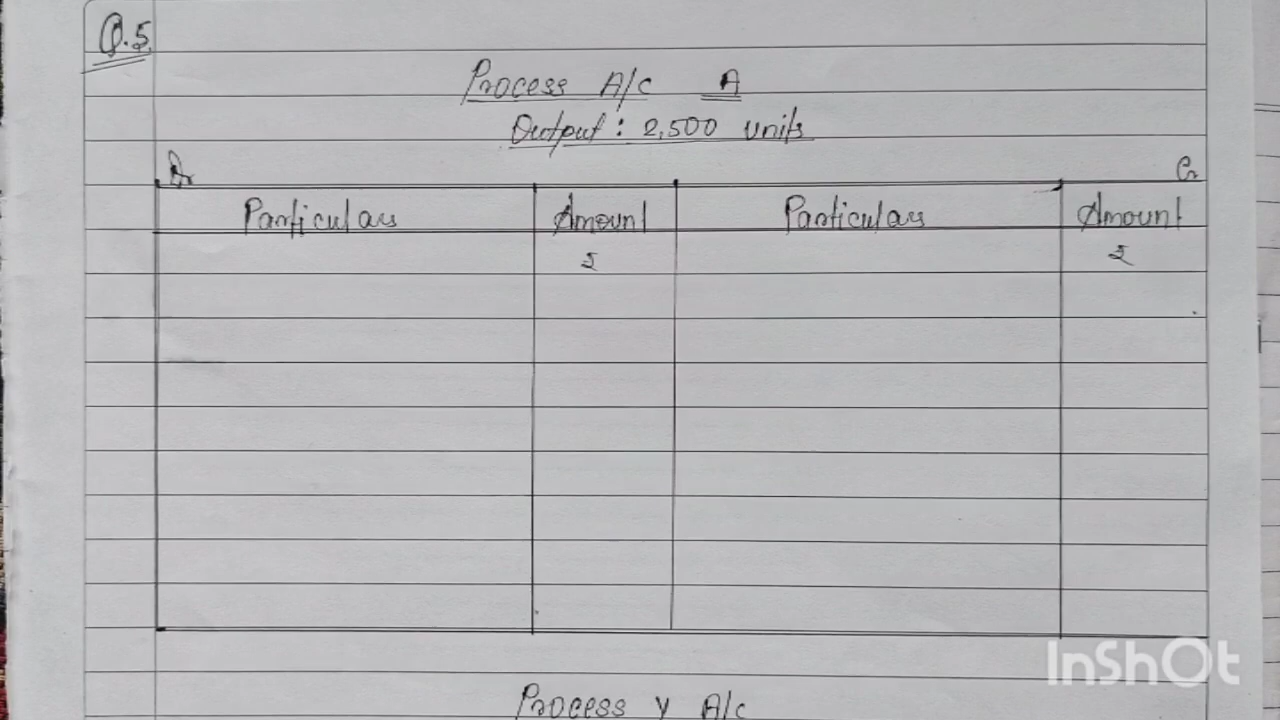 Q.5.
Process A/c A
Output : 2,500 units
Dr Cr
Particulars Amount Particulars Amount
₹ ₹
Process Y A/c
InShOt